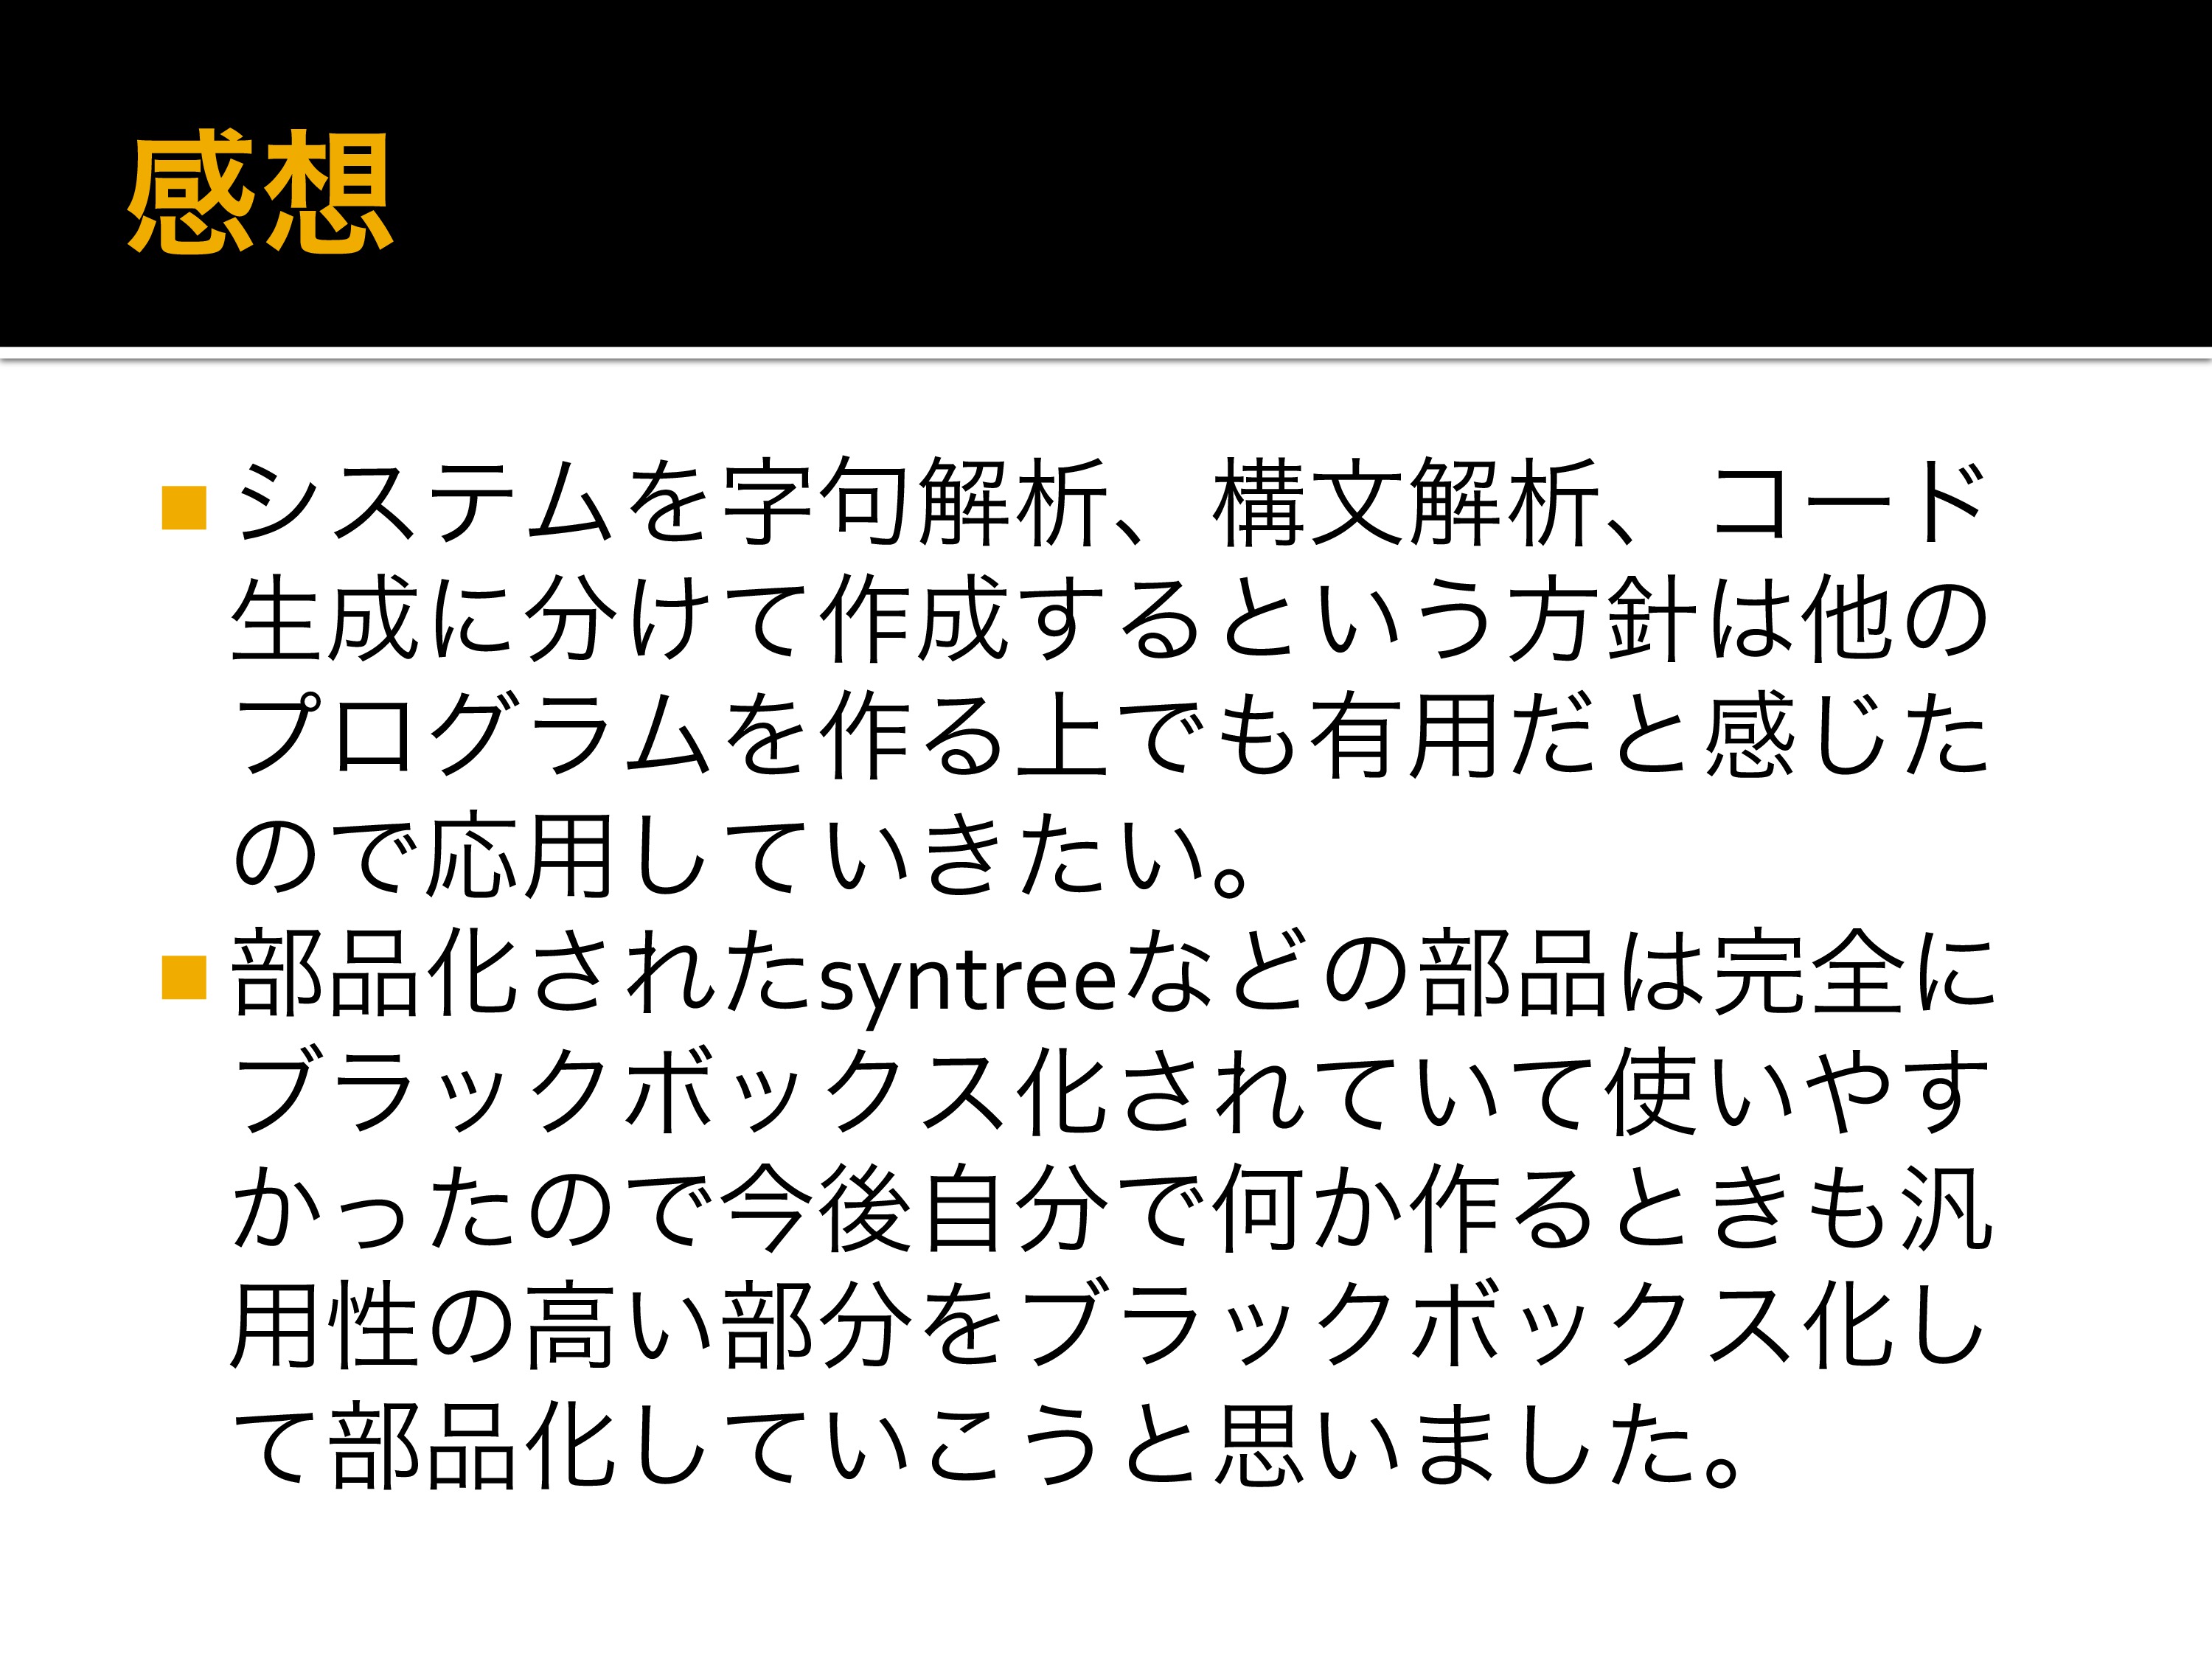 感想
■システムを字句解析、構文解析、コード
生成に分けて作成するという方針は他の
プログラムを作る上でも有用だと感じた
ので応用していきたい。
■部品化されたsyntreeなどの部品は完全に
ブラックボックス化されていて使いやす
かったので今後自分で何か作るときも汎
用性の高い部分をブラックボックス化し
て部品化していこうと思いました。